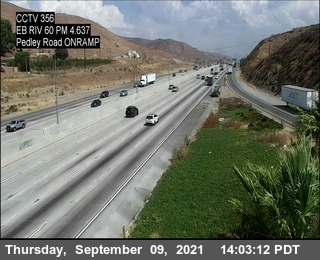 CCTV 356
EB RIV 60 PM 4.637
Pedley Road ONRAMP
Thursday, September 09, 2021 14:03:12 PDT